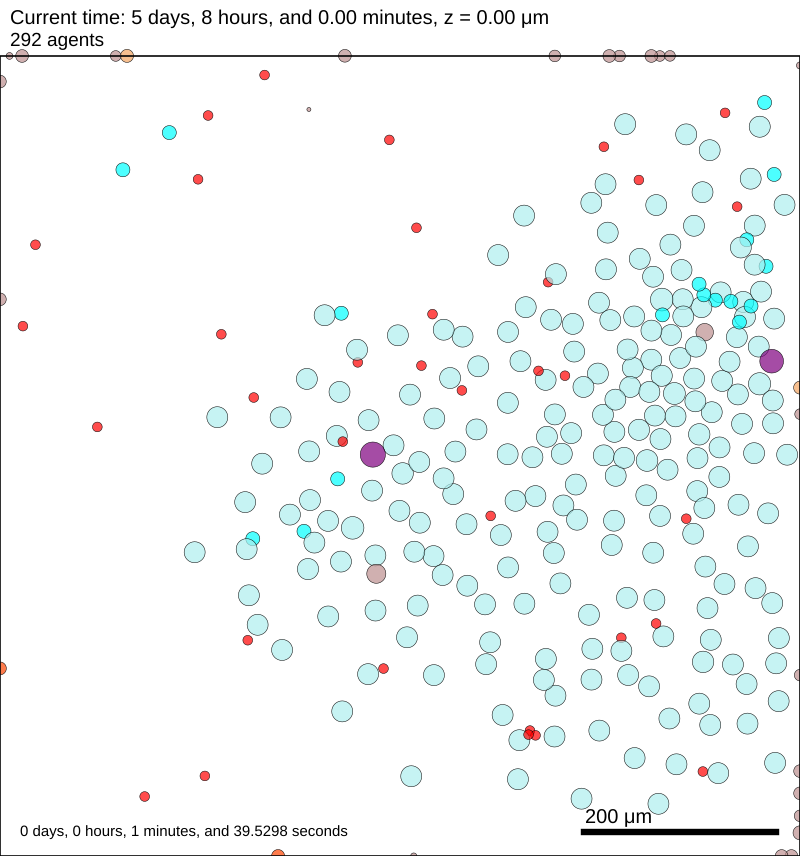 Current time: 5 days, 8 hours, and 0.00 minutes, z = 0.00 μm
292 agents
200 μm
0 days, 0 hours, 1 minutes, and 39.5298 seconds